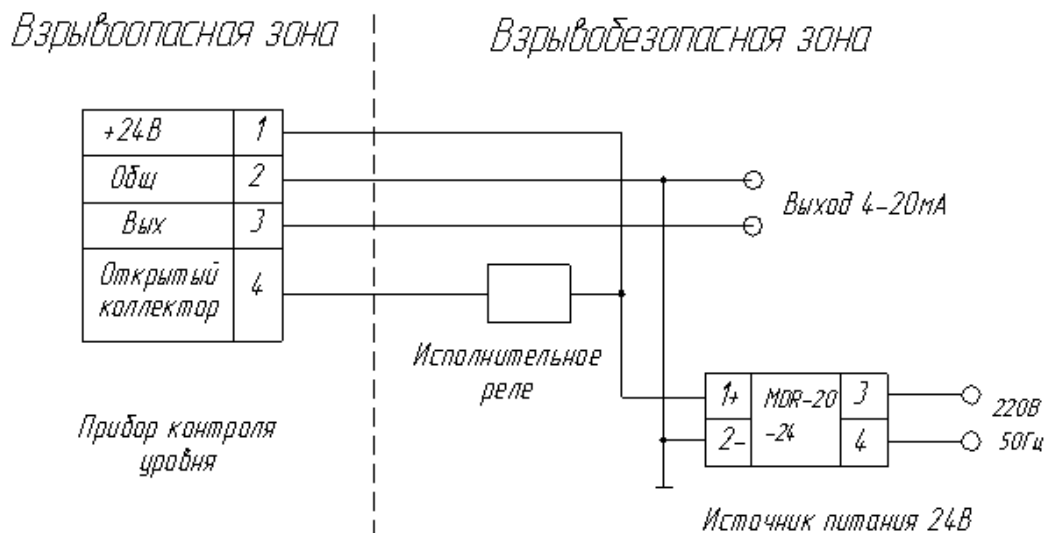 Взрывоопасная зона
Взрывобезопасная зона
+24В 1
Общ 2
Вых 3
Открытый
коллектор 4
Выход 4-20мА
Исполнительное
реле
Прибор контроля
уровня
1+ MDR-20 3
2- -24 4
220В
50Гц
Источник питания 24В